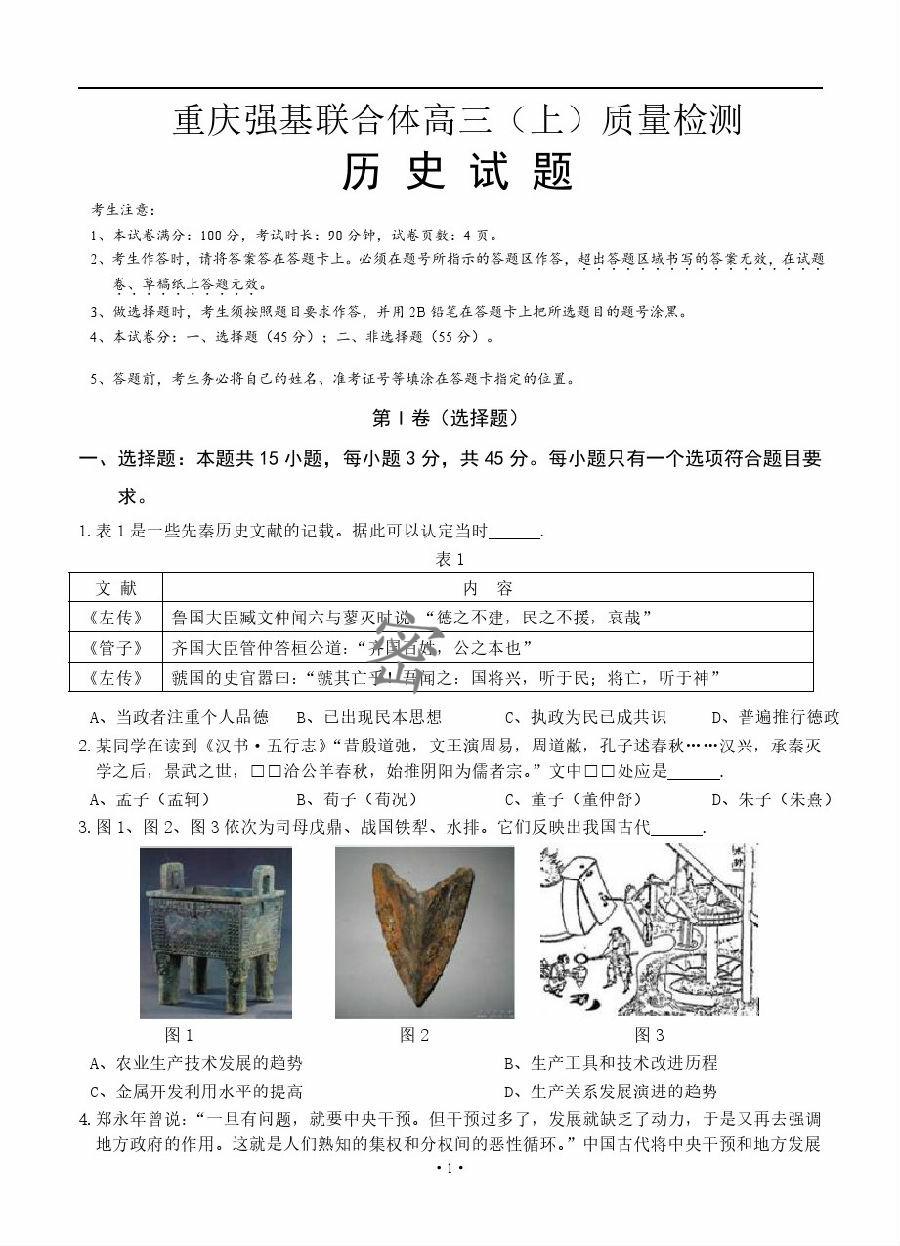 重庆强基联合体高三（上）质量检测
历 史 试 题
考生注意：
1、本试卷满分：100 分，考试时长：90 分钟，试卷页数：4 页。
2、考生作答时，请将答案答在答题卡上。必须在题号所指示的答题区作答，超出答题区域书写的答案无效，在试题
卷、草稿纸上答题无效。
3、做选择题时，考生须按照题目要求作答，并用 2B 铅笔在答题卡上把所选题目的题号涂黑。
4、本试卷分：一、选择题（45 分）；二、非选择题（55 分）。
5、答题前，考生务必将自己的姓名，准考证号等填涂在答题卡指定的位置。
第 I 卷（选择题）
一、选择题：本题共 15 小题，每小题 3 分，共 45 分。每小题只有一个选项符合题目要
求。
1. 表 1 是一些先秦历史文献的记载。据此可以认定当时______.
表 1
文 献 内 容
《左传》 鲁国大臣臧文仲闻六与蓼灭时说：“德之不建，民之不援，哀哉”
《管子》 齐国大臣管仲答桓公道：“齐国百姓，公之本也”
《左传》 虢国的史官嚚曰：“虢其亡乎！吾闻之：国将兴，听于民；将亡，听于神”
密
A、当政者注重个人品德 B、已出现民本思想 C、执政为民已成共识 D、普遍推行德政
2. 某同学在读到《汉书·五行志》“昔殷道弛，文王演周易，周道敝，孔子述春秋……汉兴，承秦灭
学之后，景武之世，□□治公羊春秋，始推阴阳为儒者宗。”文中□□处应是______.
A、孟子（孟轲） B、荀子（荀况） C、董子（董仲舒） D、朱子（朱熹）
3. 图 1、图 2、图 3 依次为司母戊鼎、战国铁犁、水排。它们反映出我国古代______.
图 1 图 2 图 3
A、农业生产技术发展的趋势 B、生产工具和技术改进历程
C、金属开发利用水平的提高 D、生产关系发展演进的趋势
4. 郑永年曾说：“一旦有问题，就要中央干预。但干预过多了，发展就缺乏了动力，于是又再去强调
地方政府的作用。这就是人们熟知的集权和分权间的恶性循环。”中国古代将中央干预和地方发展
·1·